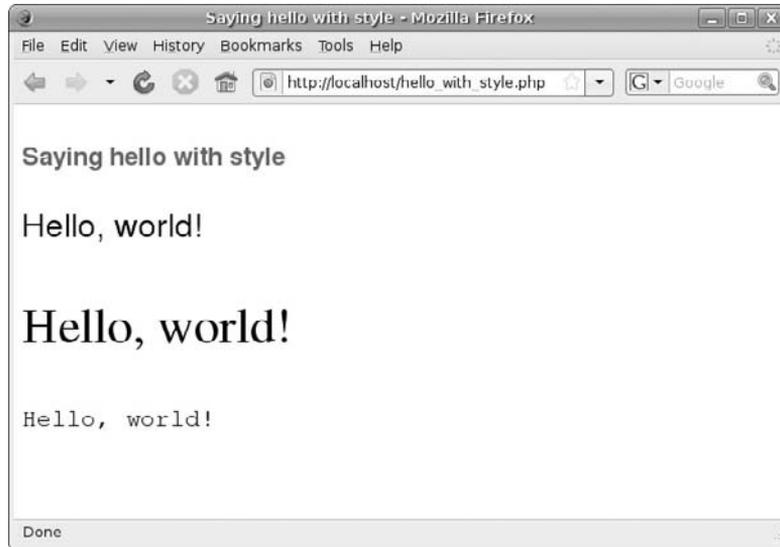 Saying hello with style - Mozilla Firefox
File Edit View History Bookmarks Tools Help
http://localhost/hello_with_style.php G Google
Saying hello with style
Hello, world!
Hello, world!
Hello, world!
Done